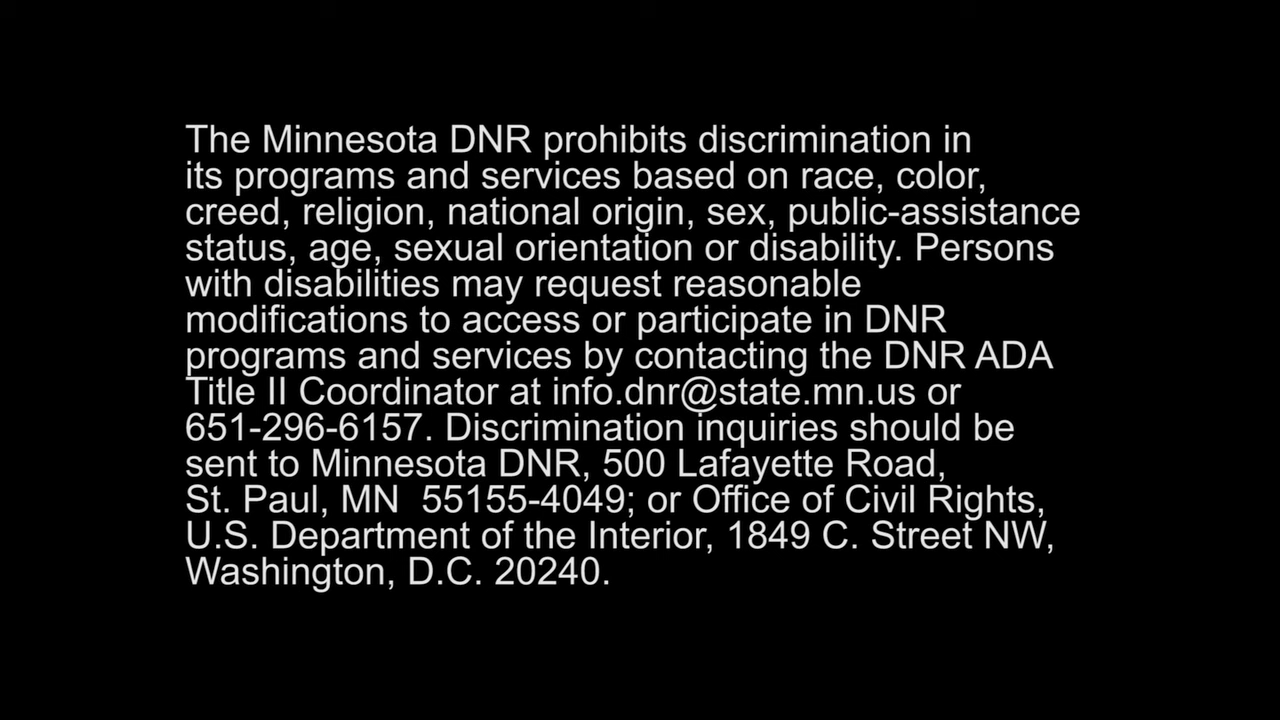 The Minnesota DNR prohibits discrimination in
its programs and services based on race, color,
creed, religion, national origin, sex, public-assistance
status, age, sexual orientation or disability. Persons
with disabilities may request reasonable
modifications to access or participate in DNR
programs and services by contacting the DNR ADA
Title II Coordinator at info.dnr@state.mn.us or
651-296-6157. Discrimination inquiries should be
sent to Minnesota DNR, 500 Lafayette Road,
St. Paul, MN  55155-4049; or Office of Civil Rights,
U.S. Department of the Interior, 1849 C. Street NW,
Washington, D.C. 20240.